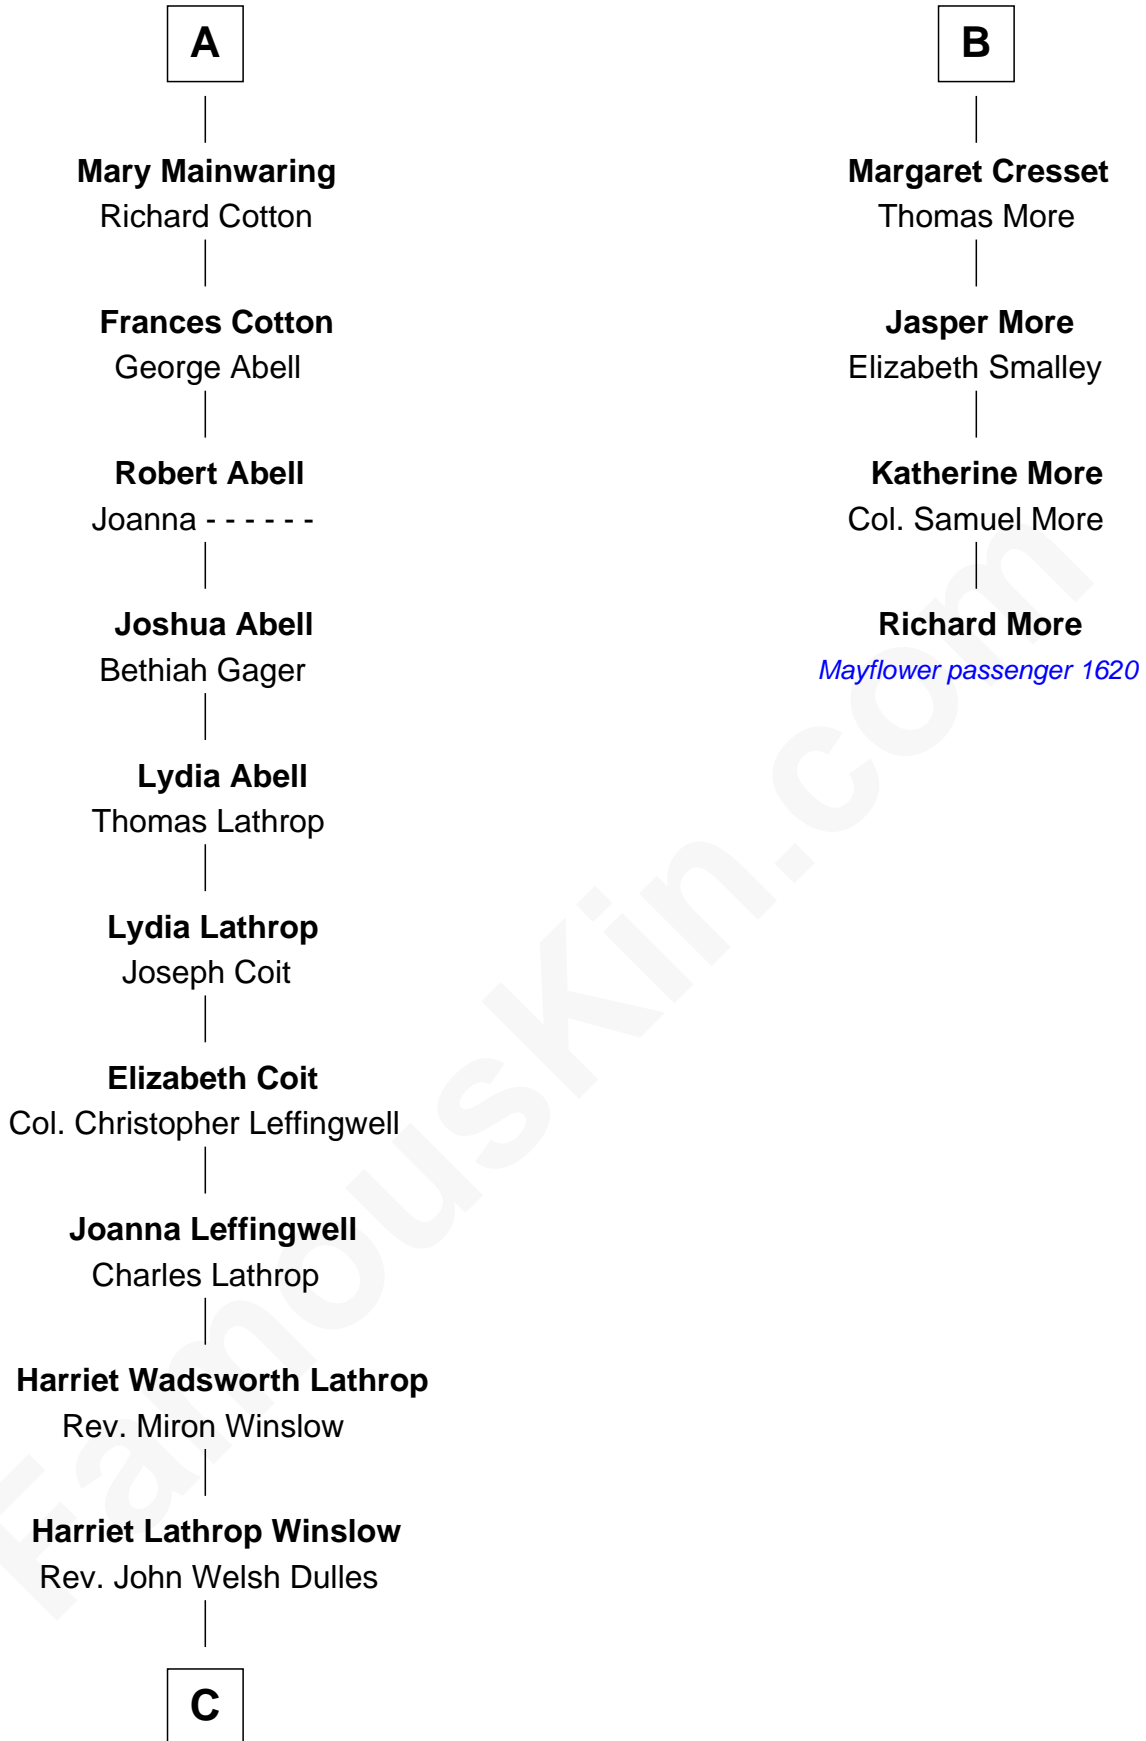 A
Mary Mainwaring
Richard Cotton
Frances Cotton
George Abell
Robert Abell
Joanna - - - - - -
Joshua Abell
Bethiah Gager
Lydia Abell
Thomas Lathrop
Lydia Lathrop
Joseph Coit
Elizabeth Coit
Col. Christopher Leffingwell
Joanna Leffingwell
Charles Lathrop
Harriet Wadsworth Lathrop
Rev. Miron Winslow
Harriet Lathrop Winslow
Rev. John Welsh Dulles
C
B
Margaret Cresset
Thomas More
Jasper More
Elizabeth Smalley
Katherine More
Col. Samuel More
Richard More
Mayflower passenger 1620
FamousKin.com